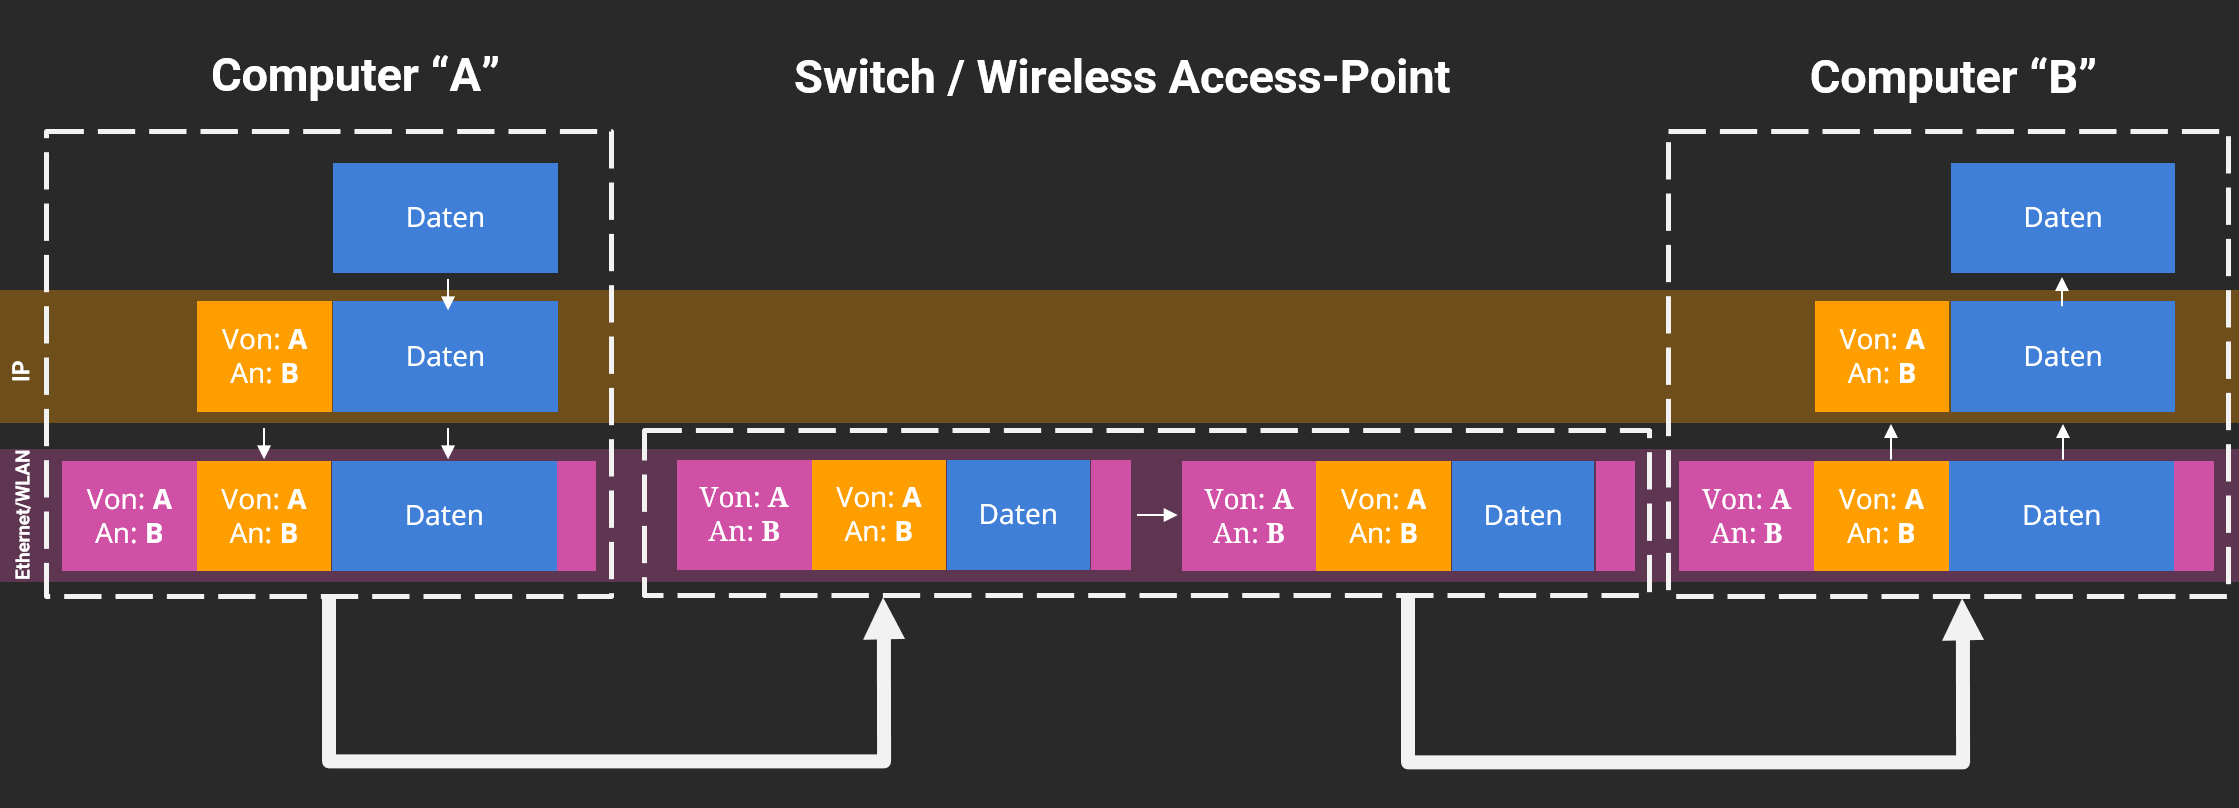 Computer “A”
Switch / Wireless Access-Point
Computer “B”
Daten
Daten
IP
Von: A
An: B
Daten
Von: A
An: B
Daten
Ethernet/WLAN
Von: A
An: B
Von: A
An: B
Daten
Von: A
An: B
Von: A
An: B
Daten
Von: A
An: B
Von: A
An: B
Daten
Von: A
An: B
Von: A
An: B
Daten